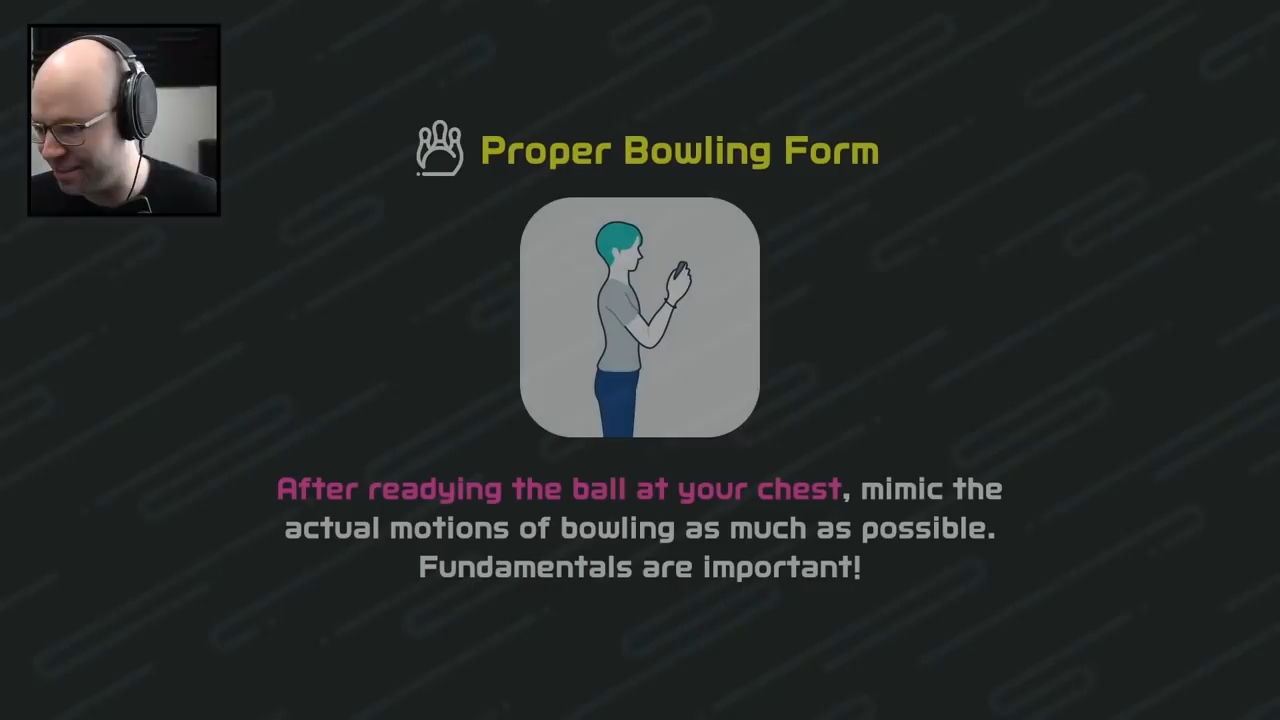 Proper Bowling Form
After readying the ball at your chest, mimic the
actual motions of bowling as much as possible.
Fundamentals are important!